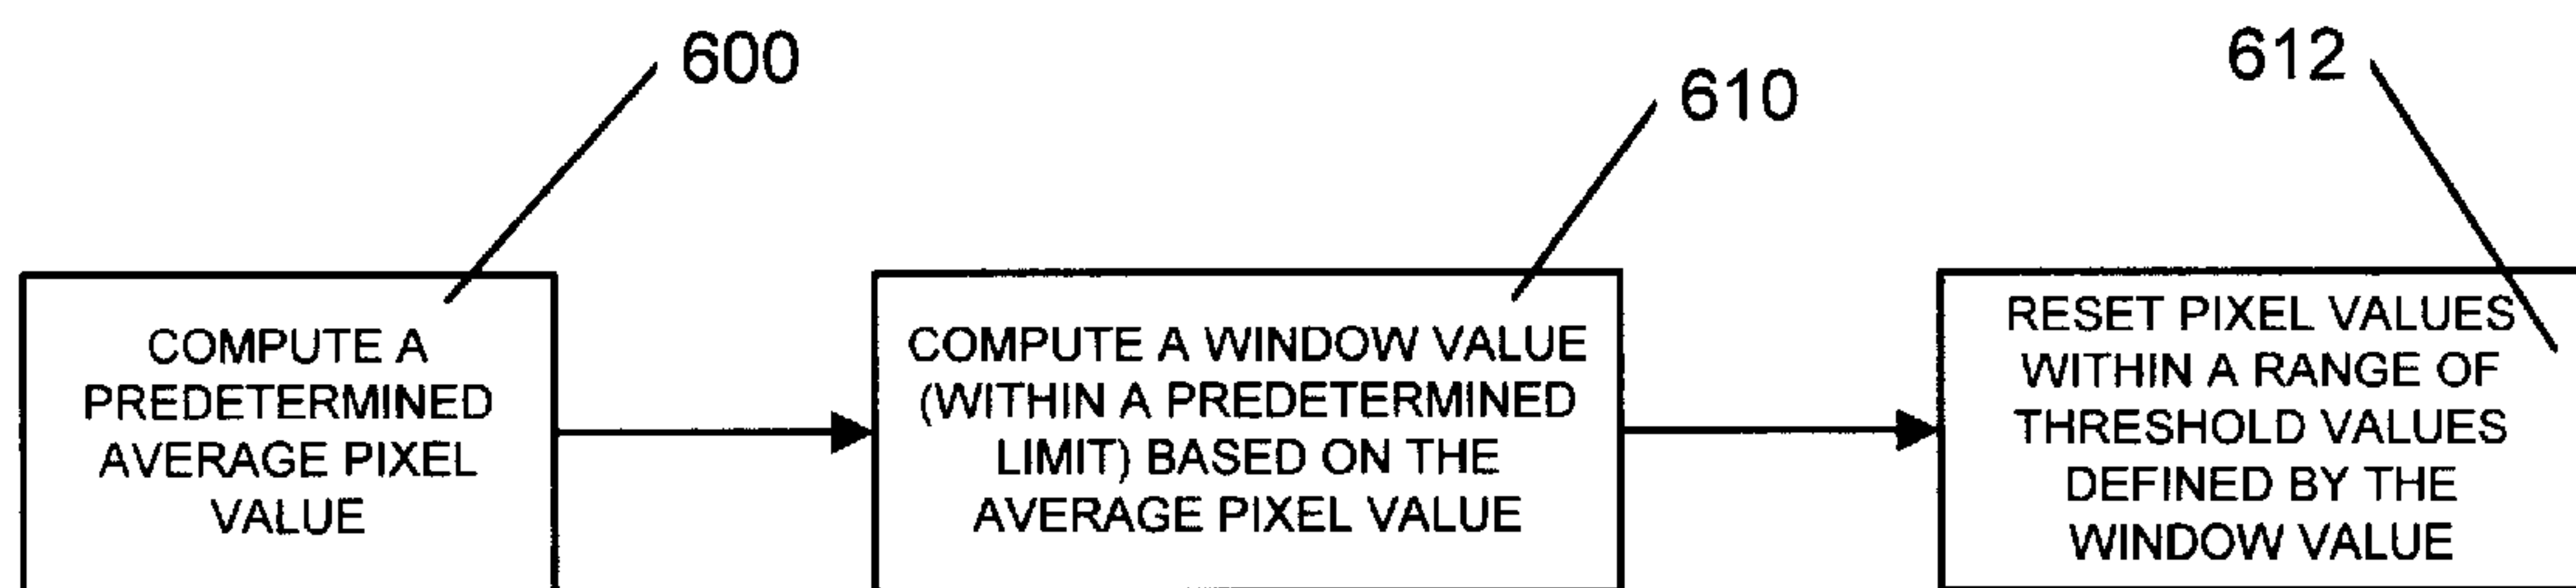 600
610
612
COMPUTE A
PREDETERMINED
AVERAGE PIXEL
VALUE
COMPUTE A WINDOW VALUE
(WITHIN A PREDETERMINED
LIMIT) BASED ON THE
AVERAGE PIXEL VALUE
RESET PIXEL VALUES
WITHIN A RANGE OF
THRESHOLD VALUES
DEFINED BY THE
WINDOW VALUE